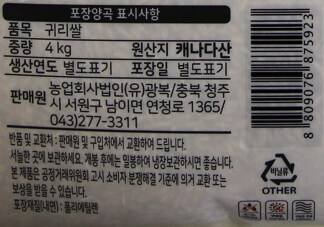 포장양곡 표시사항
품목 귀리쌀
중량 4kg 원산지 캐나다산
생산연도 별도표기 포장일 별도표기
판매원 농업회사법인(유)광복/충북 청주
시 서원구 남이면 연청로 1365/
043)277-3311
반품 및 교환처 : 판매원 및 구입처에서 교환하여 드립니다.
서늘한 곳에 보관하세요. 개봉 후에는 밀봉하여 냉장보관하시면 좋습니다.
본 제품은 공정거래위원회 고시 소비자 분쟁해결 기준에 의거 교환 또는
보상을 받을 수 있습니다.
포장재질(내면) : 폴리에틸렌
비닐류
OTHER
8809076875923